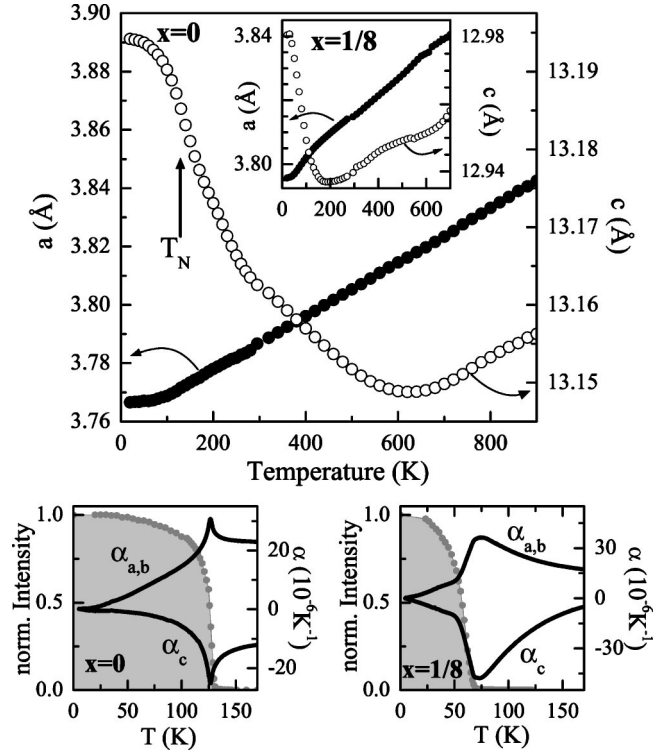 x=0
T_N
3.90
3.88
3.86
3.84
3.82
3.80
3.78
3.76
a (Å)
13.19
13.18
13.17
13.16
13.15
c (Å)
0 200 400 600 800
Temperature (K)
x=1/8
3.84
3.80
a (Å)
12.98
12.94
c (Å)
0 200 400 600
1.0
0.5
0.0
norm. Intensity
α_{a,b}
α_c
x=0
20
0
-20
α (10^{-6}K^{-1})
0 50 100 150
T (K)
1.0
0.5
0.0
norm. Intensity
α_{a,b}
α_c
x=1/8
30
0
-30
α (10^{-6}K^{-1})
0 50 100 150
T (K)